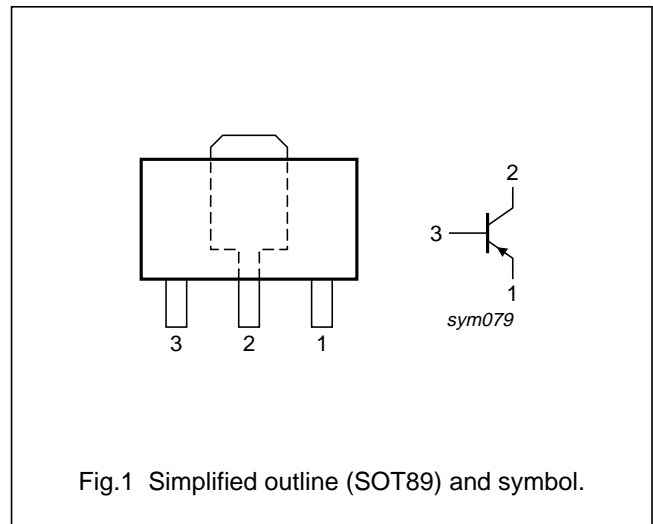 2
3
1
sym079
3 2 1
Fig.1 Simplified outline (SOT89) and symbol.